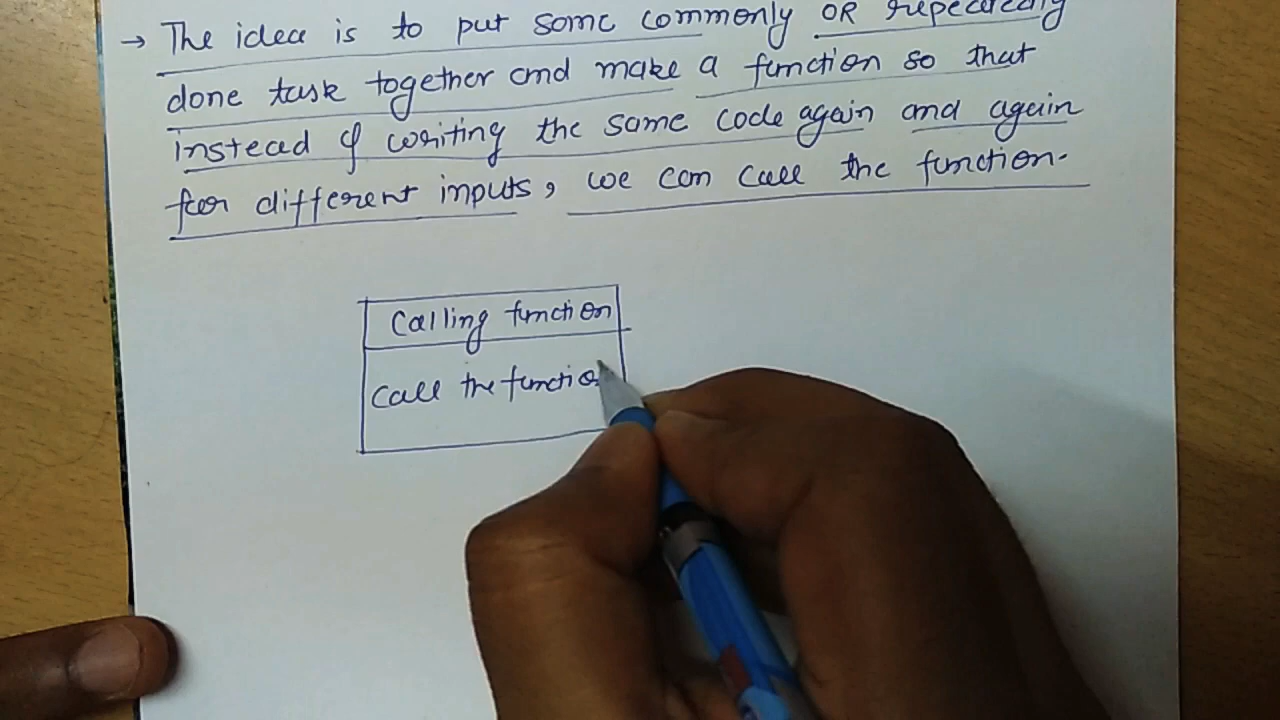 → The idea is to put some commonly OR repeatedly
done task together and make a function so that
instead of writing the same code again and again
for different inputs, we can call the function.
Calling function
Call the function